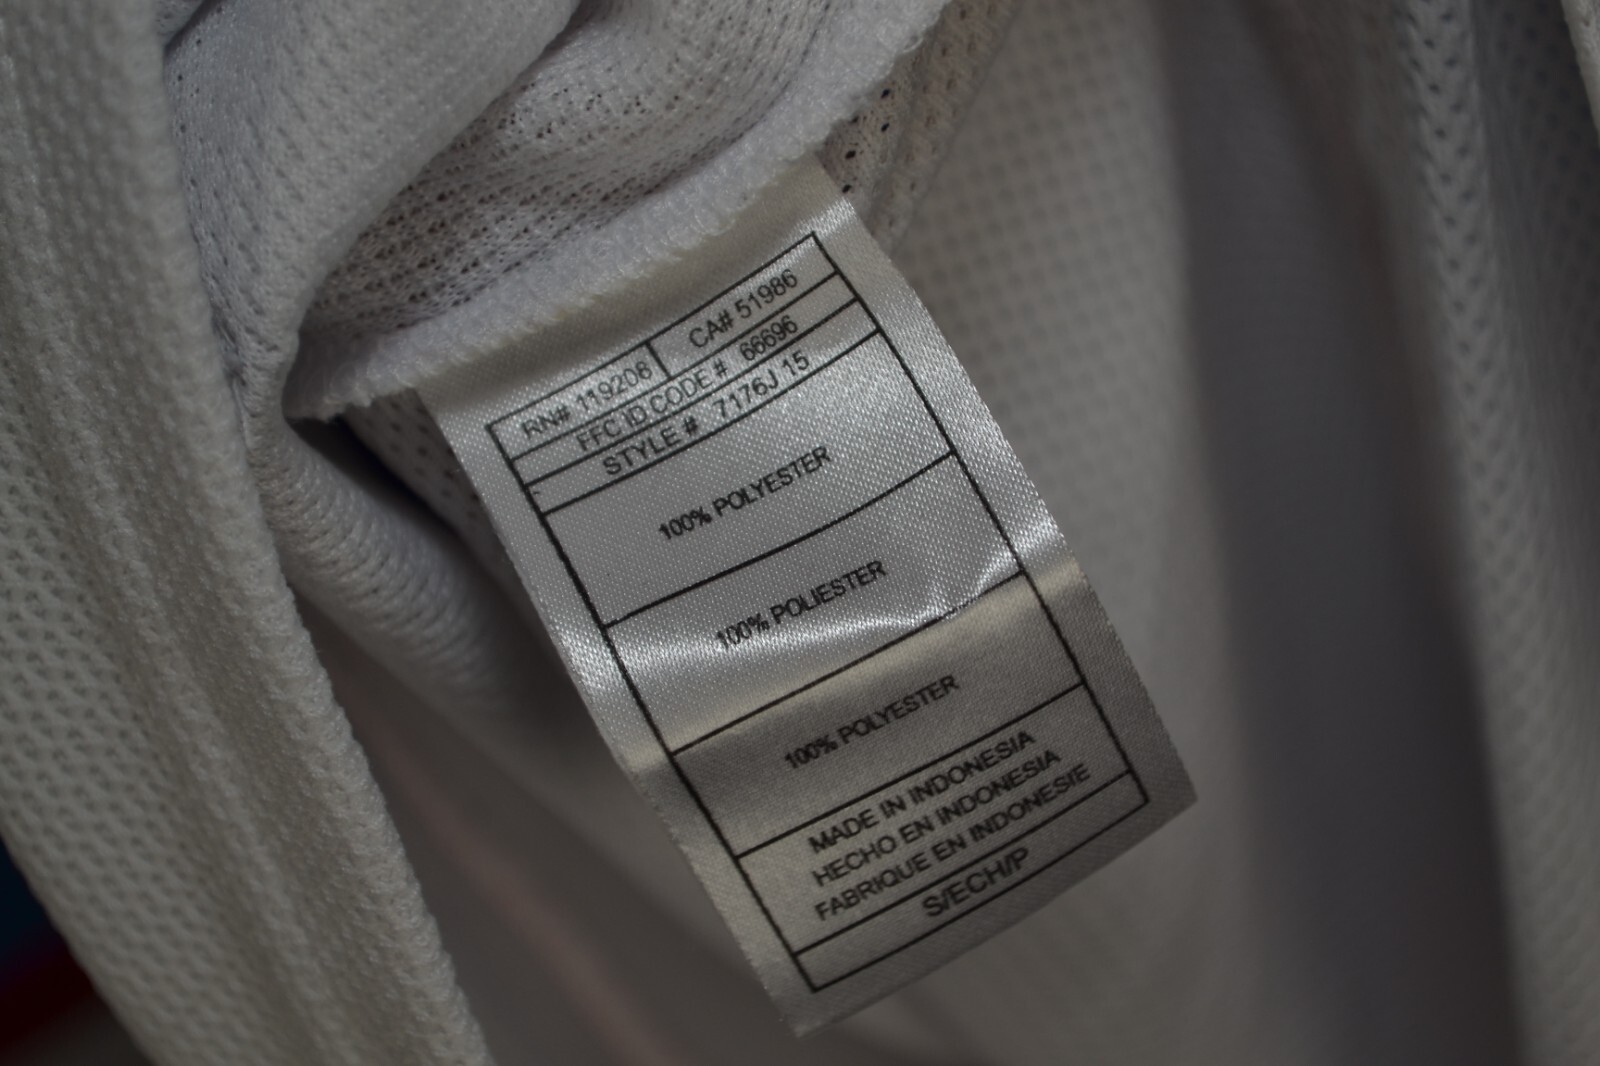 RN# 119208 CA# 51986
FFC ID CODE # 66696
STYLE # 7176J 15
100% POLYESTER
100% POLIESTER
100% POLYESTER
MADE IN INDONESIA
HECHO EN INDONESIA
FABRIQUE EN INDONESIE
S/ECH/P